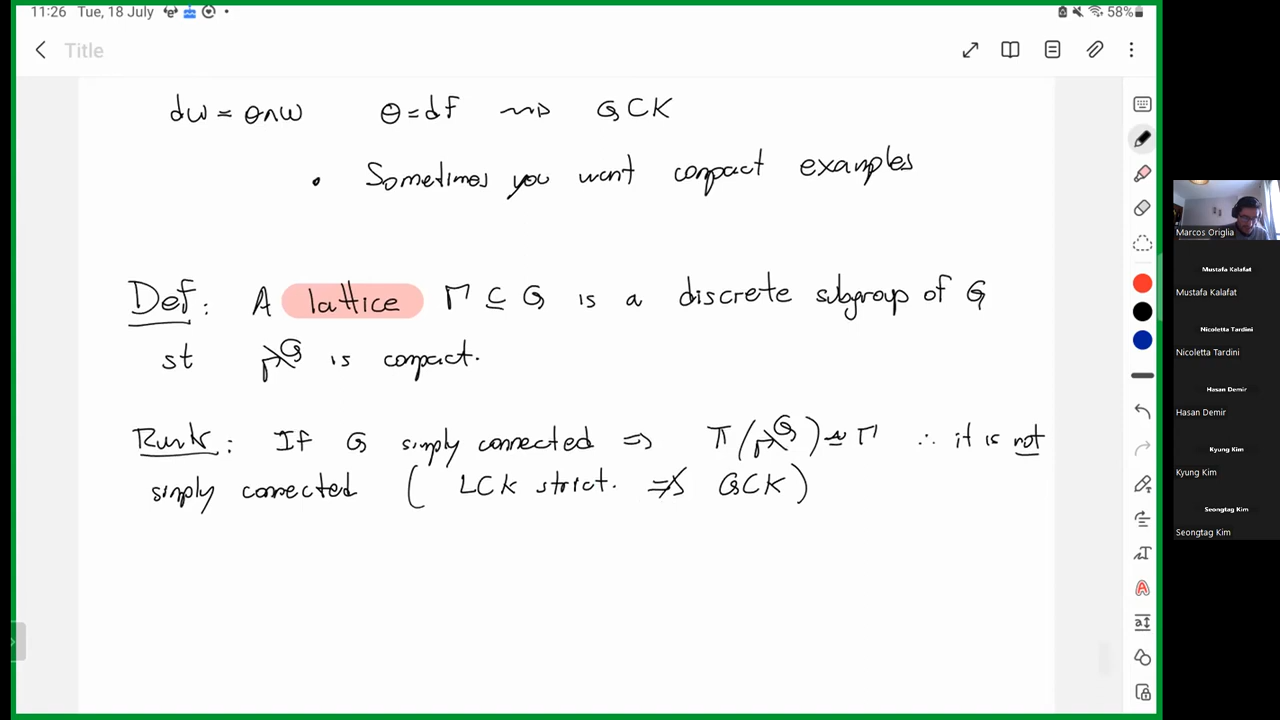 11:26 Tue, 18 July
58%
Title
dω = θ∧ω θ = df ⇝ GCK
• Sometimes you want compact examples
Def: A lattice Γ ⊆ G is a discrete subgroup of G
st Γ\G is compact.
Rmk: If G simply connected ⇒ π(Γ\G) ≃ Γ ∴ it is not
simply connected ( LCK strict. ⇏ GCK )
Marcos Origlia
Mustafa Kalafat
Mustafa Kalafat
Nicoletta Tardini
Nicoletta Tardini
Hasan Demir
Hasan Demir
Kyung Kim
Kyung Kim
Seongtag Kim
Seongtag Kim